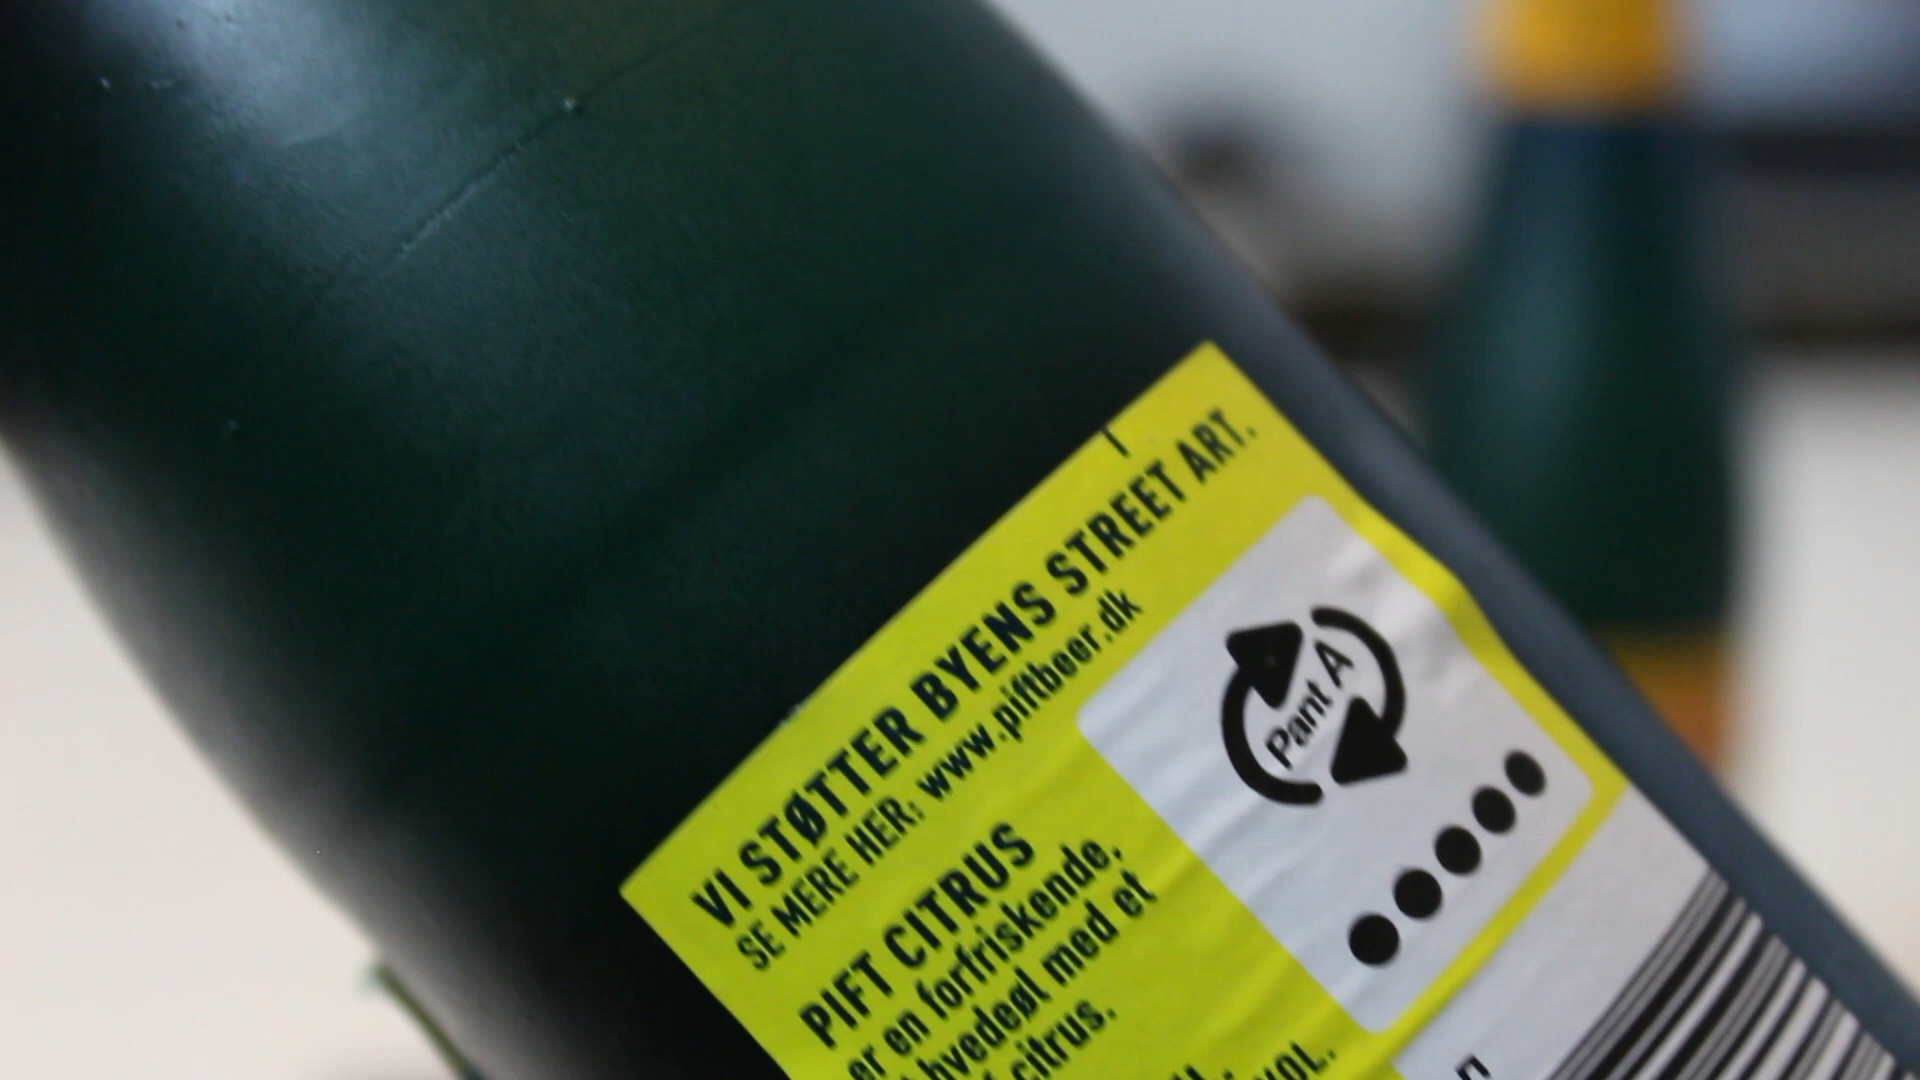 VI STØTTER BYENS STREET ART.
SE MERE HER: www.piftbeer.dk
Pant A
PIFT CITRUS
er en forfriskende,
hvedeøl med et
citrus.
VOL.